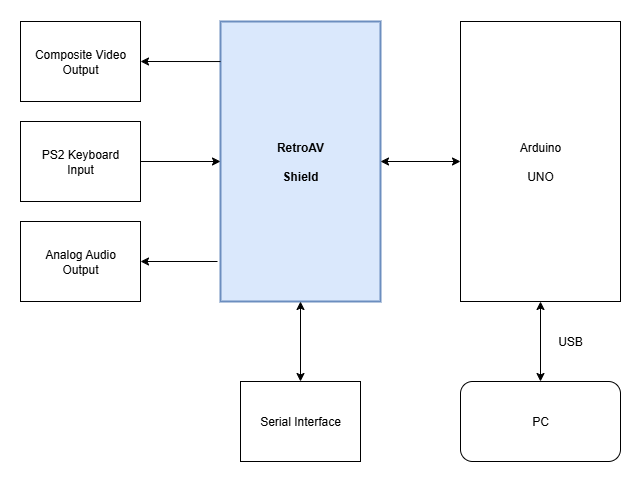 Composite Video
Output
PS2 Keyboard
Input
Analog Audio
Output
RetroAV
Shield
Arduino
UNO
USB
Serial Interface
PC